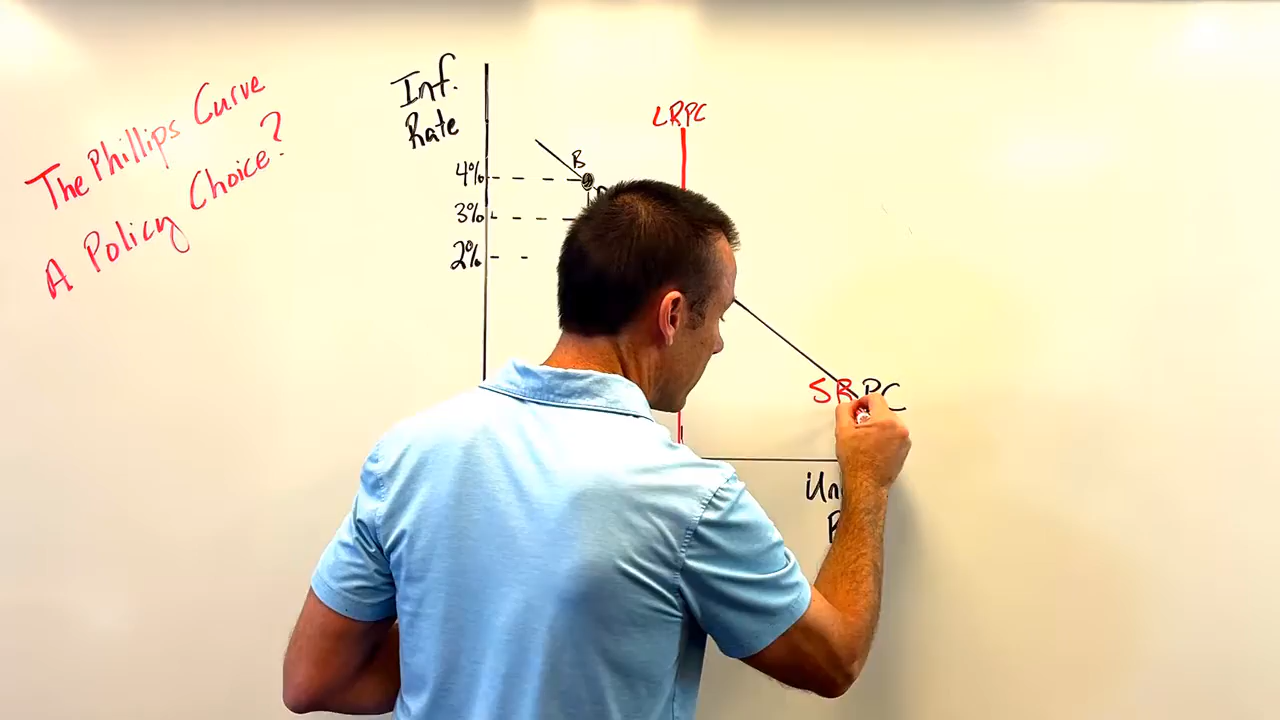 The Phillips Curve
A Policy Choice?
Inf.
Rate
LRPC
B
4%
3%
2%
SRPC